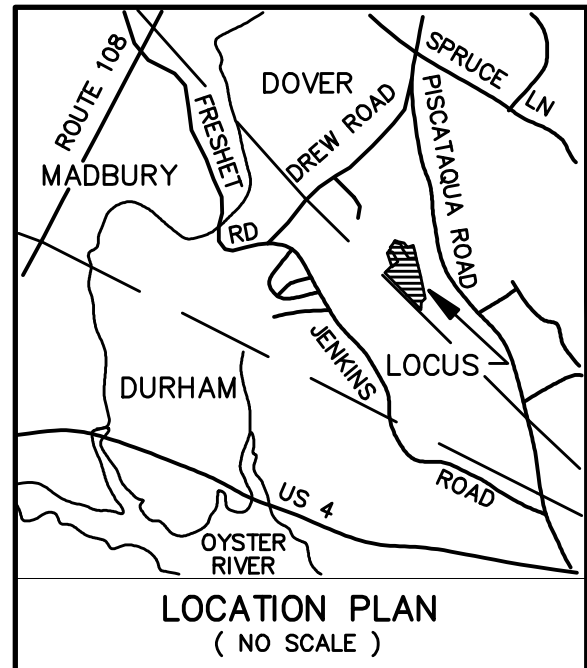 ROUTE 108
SPRUCE
LN
DOVER
FRESHET
RD
DREW ROAD
PISCATAQUA ROAD
MADBURY
LOCUS
JENKINS
ROAD
DURHAM
US 4
OYSTER
RIVER
LOCATION PLAN
( NO SCALE )